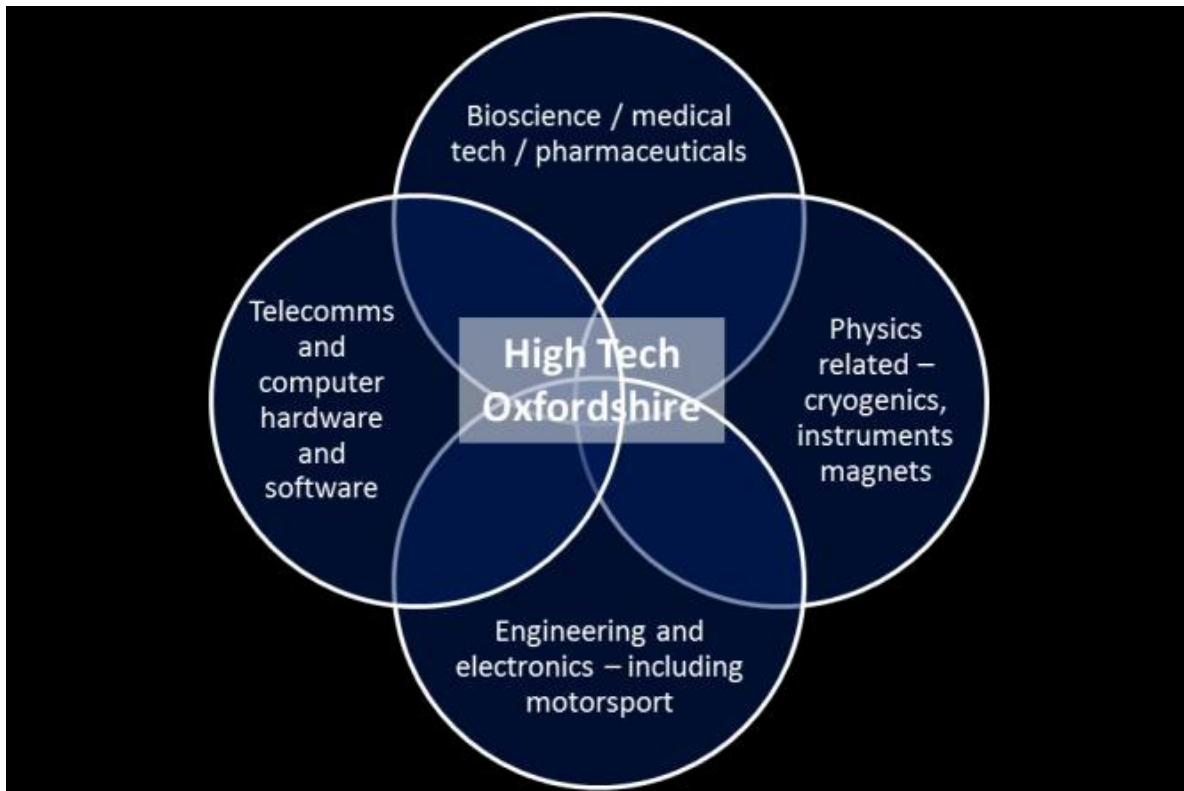 Bioscience / medical
tech / pharmaceuticals
Telecomms
and
computer
hardware
and
software
High Tech
Oxfordshire
Physics
related –
cryogenics,
instruments
magnets
Engineering and
electronics – including
motorsport